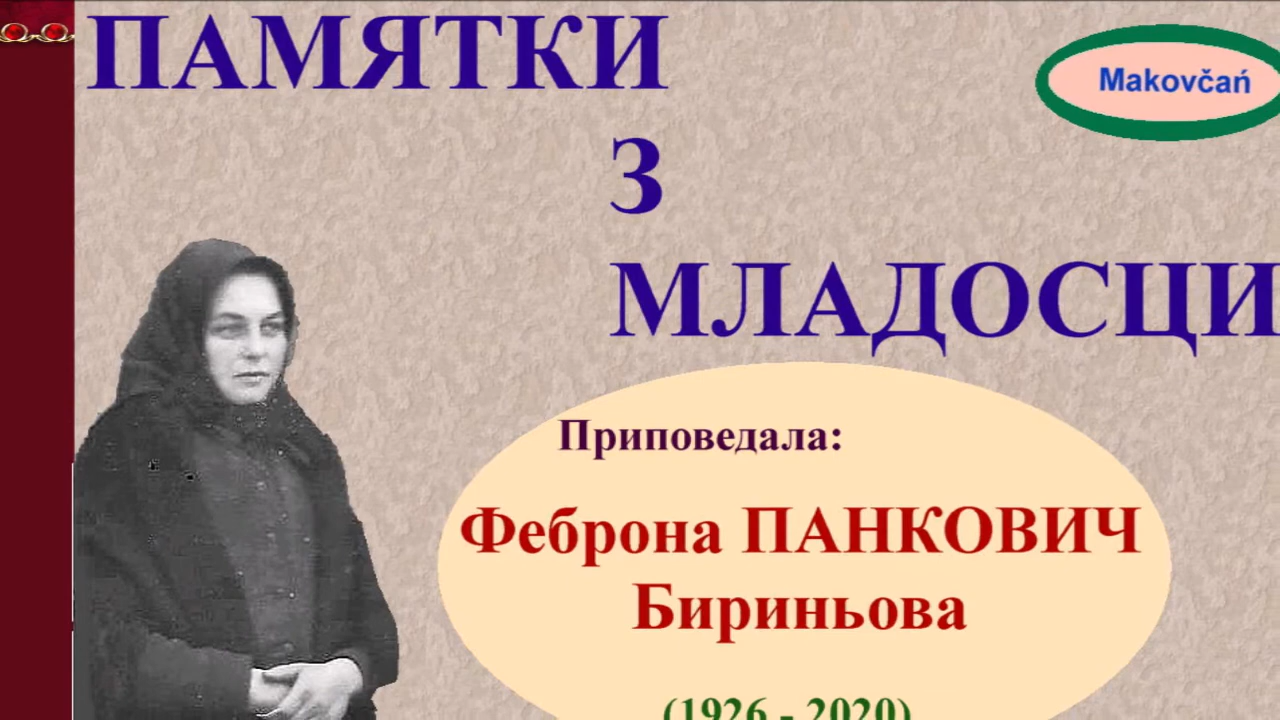 ПАМЯТКИ
Makovčań
З
МЛАДОСЦИ
Приповедала:
Феброна ПАНКОВИЧ
Бириньова
(1926 - 2020)